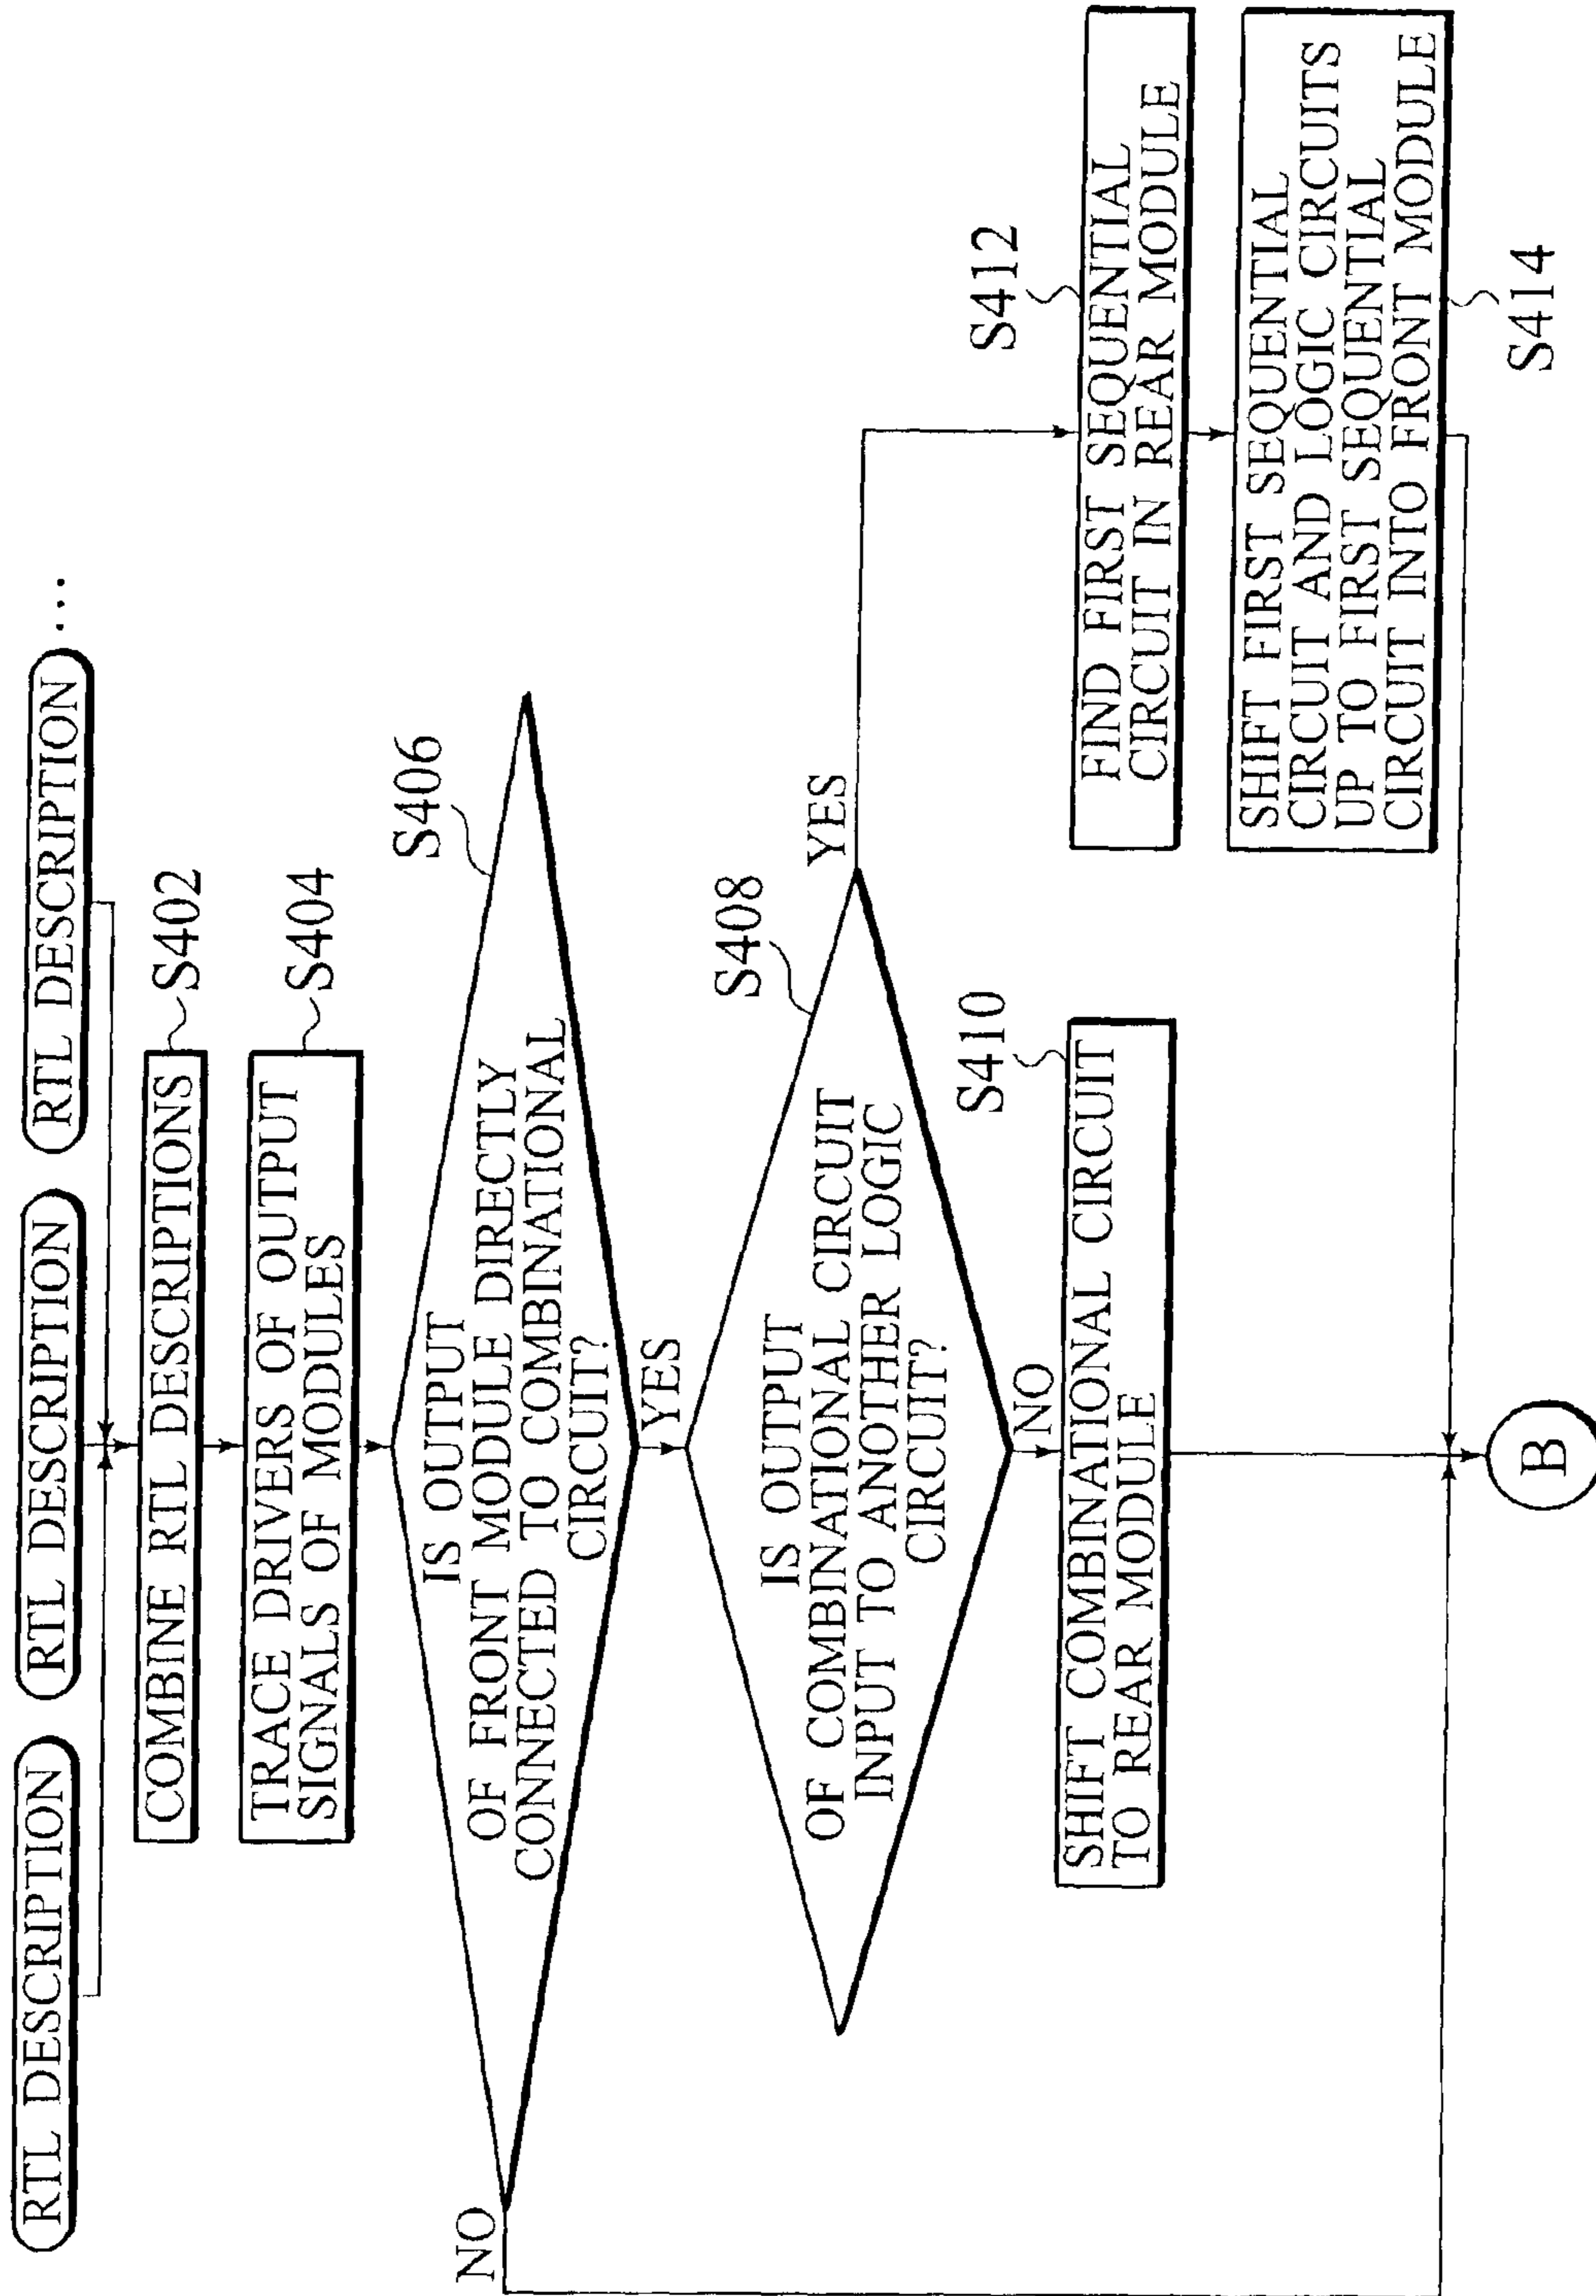 RTL DESCRIPTION
RTL DESCRIPTION
RTL DESCRIPTION
...
COMBINE RTL DESCRIPTIONS
S402
TRACE DRIVERS OF OUTPUT
SIGNALS OF MODULES
S404
S406
IS OUTPUT
OF FRONT MODULE DIRECTLY
CONNECTED TO COMBINATIONAL
CIRCUIT?
NO
YES
S408
IS OUTPUT
OF COMBINATIONAL CIRCUIT
INPUT TO ANOTHER LOGIC
CIRCUIT?
YES
NO
S410
SHIFT COMBINATIONAL CIRCUIT
TO REAR MODULE
S412
FIND FIRST SEQUENTIAL
CIRCUIT IN REAR MODULE
SHIFT FIRST SEQUENTIAL
CIRCUIT AND LOGIC CIRCUITS
UP TO FIRST SEQUENTIAL
CIRCUIT INTO FRONT MODULE
S414
B